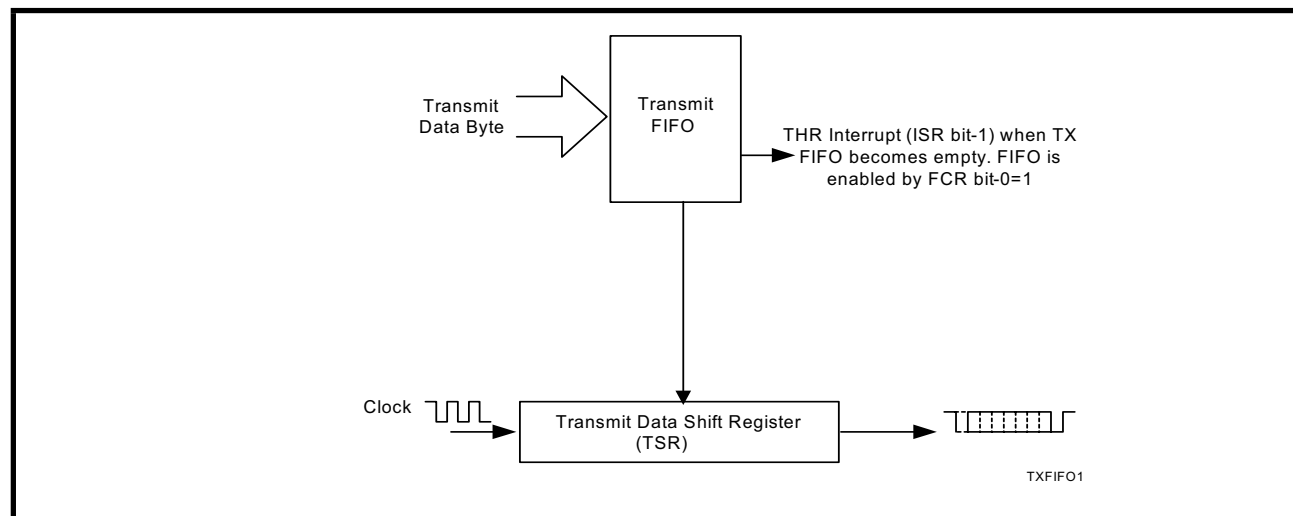 Transmit
Data Byte
Transmit
FIFO
THR Interrupt (ISR bit-1) when TX
FIFO becomes empty. FIFO is
enabled by FCR bit-0=1
Clock
Transmit Data Shift Register
(TSR)
TXFIFO1